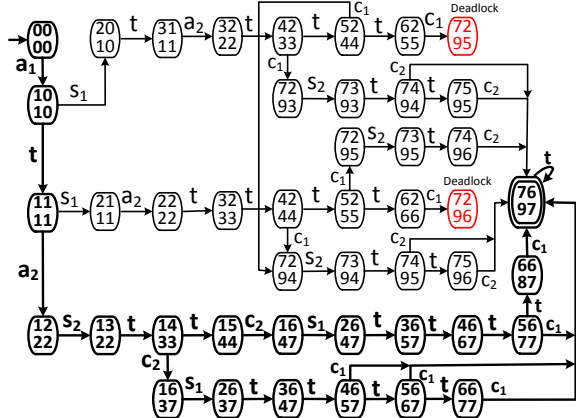 c₁ Deadlock
00 20 t 31 a₂ 32 t 42 t 52 t 62 c₁ 72
00 10 11 22 33 44 55 95
a₁ c₁ c₂
10 s₁ 72 s₂ 73 t 74 t 75 c₂
10 93 93 94 95
t 72 s₂ 73 t 74 c₂
95 95 96
c₁ Deadlock t
11 s₁ 21 a₂ 22 t 32 t 42 t 52 t 62 c₁ 72 76
11 11 22 33 44 55 66 96 97
a₂ c₁ c₂ c₁
72 s₂ 73 t 74 t 75 c₂ 66
94 94 95 96 87
t
12 s₂ 13 t 14 t 15 c₂ 16 s₁ 26 t 36 t 46 t 56 c₁
22 22 33 44 47 47 57 67 77
c₂ c₁
16 s₁ 26 t 36 t 46 t 56 c₁ t 66 c₁
37 37 47 57 67 77